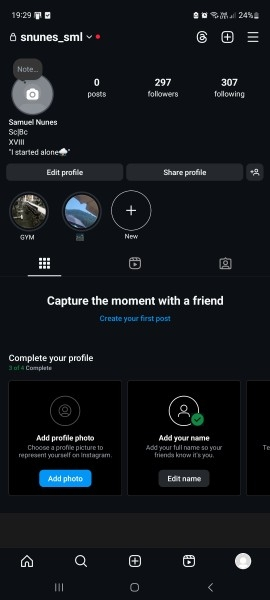 19:29
24%
snunes_sml
Note...
0
297
307
posts
followers
following
Samuel Nunes
Sc|Bc
XVIII
"I started alone🌧"
Edit profile
Share profile
GYM
New
Capture the moment with a friend
Create your first post
Complete your profile
3 of 4 Complete
Add profile photo
Choose a profile picture to
represent yourself on Instagram.
Add photo
Add your name
Add your full name so your
friends know it's you.
Edit name